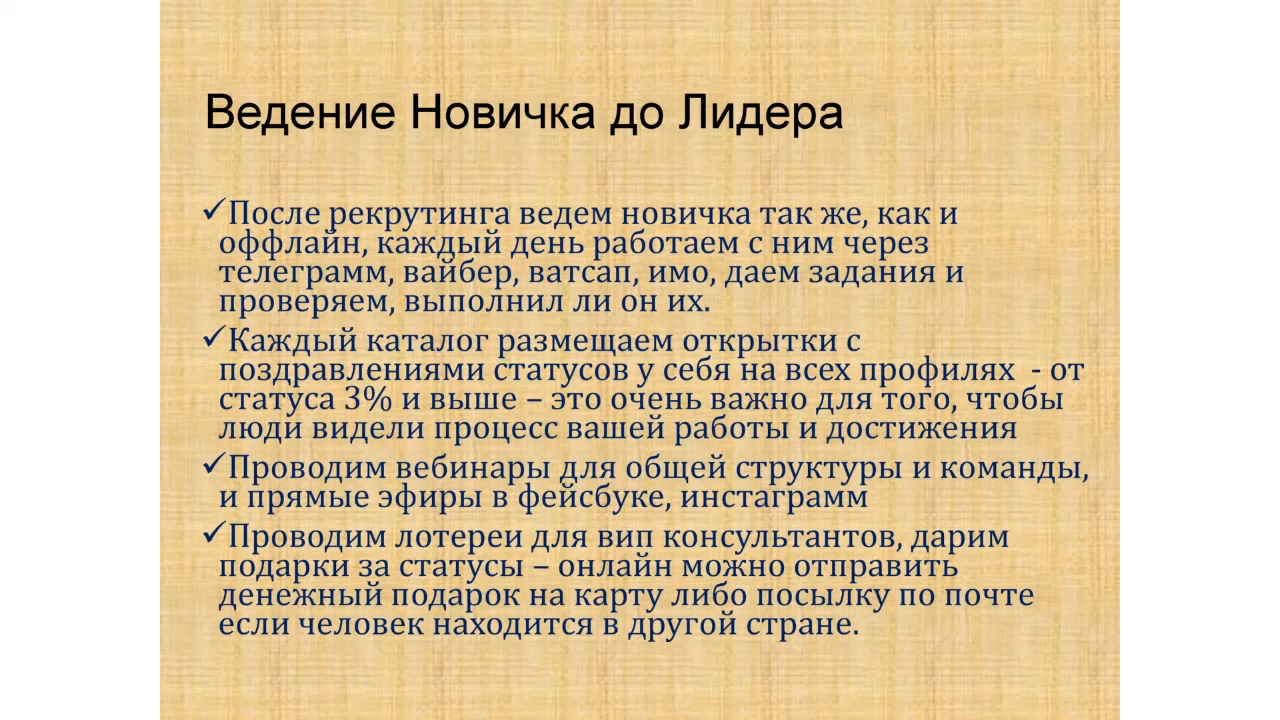 Ведение Новичка до Лидера
✓После рекрутинга ведем новичка так же, как и
оффлайн, каждый день работаем с ним через
телеграмм, вайбер, ватсап, имо, даем задания и
проверяем, выполнил ли он их.
✓Каждый каталог размещаем открытки с
поздравлениями статусов у себя на всех профилях - от
статуса 3% и выше – это очень важно для того, чтобы
люди видели процесс вашей работы и достижения
✓Проводим вебинары для общей структуры и команды,
и прямые эфиры в фейсбуке, инстаграмм
✓Проводим лотереи для вип консультантов, дарим
подарки за статусы – онлайн можно отправить
денежный подарок на карту либо посылку по почте
если человек находится в другой стране.